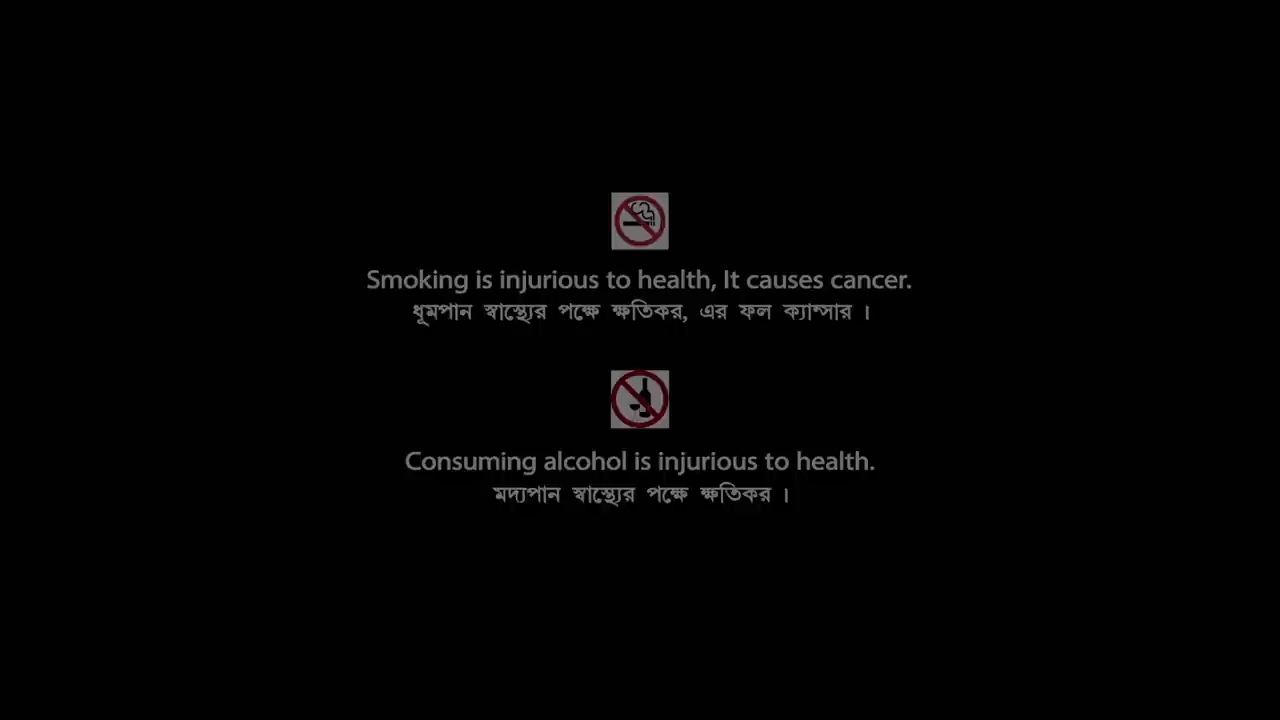 Smoking is injurious to health, It causes cancer.
ধূমপান স্বাস্থ্যের পক্ষে ক্ষতিকর, এর ফল ক্যান্সার ।
Consuming alcohol is injurious to health.
মদ্যপান স্বাস্থ্যের পক্ষে ক্ষতিকর ।